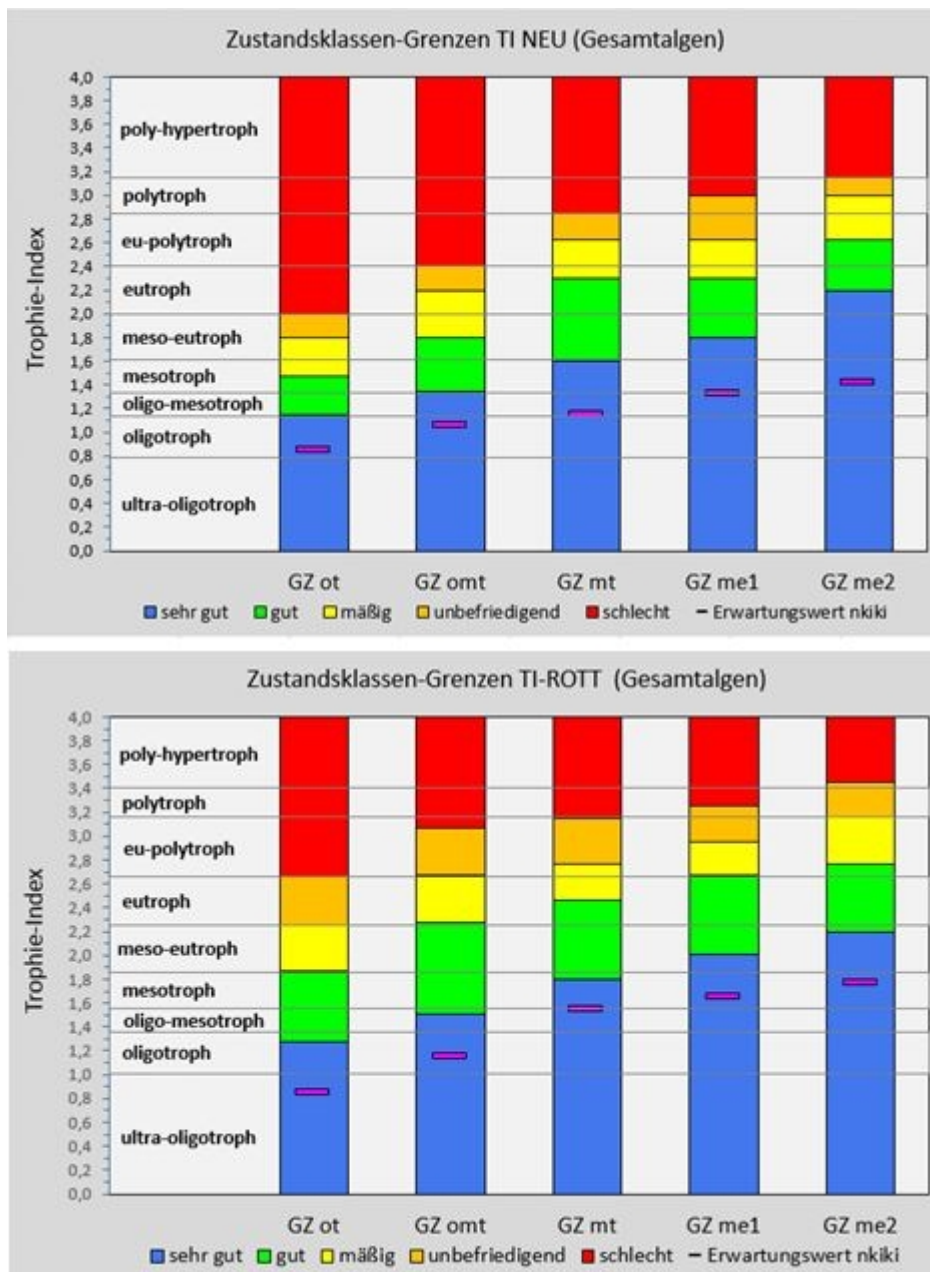 Zustandsklassen-Grenzen TI NEU (Gesamtalgen)
Trophie-Index
4,0
3,8
3,6
3,4
3,2
3,0
2,8
2,6
2,4
2,2
2,0
1,8
1,6
1,4
1,2
1,0
0,8
0,6
0,4
0,2
0,0
poly-hypertroph
polytroph
eu-polytroph
eutroph
meso-eutroph
mesotroph
oligo-mesotroph
oligotroph
ultra-oligotroph
GZ ot GZ omt GZ mt GZ me1 GZ me2
sehr gut gut mäßig unbefriedigend schlecht Erwartungswert nkiki
Zustandsklassen-Grenzen TI-ROTT (Gesamtalgen)
Trophie-Index
4,0
3,8
3,6
3,4
3,2
3,0
2,8
2,6
2,4
2,2
2,0
1,8
1,6
1,4
1,2
1,0
0,8
0,6
0,4
0,2
0,0
poly-hypertroph
polytroph
eu-polytroph
eutroph
meso-eutroph
mesotroph
oligo-mesotroph
oligotroph
ultra-oligotroph
GZ ot GZ omt GZ mt GZ me1 GZ me2
sehr gut gut mäßig unbefriedigend schlecht Erwartungswert nkiki